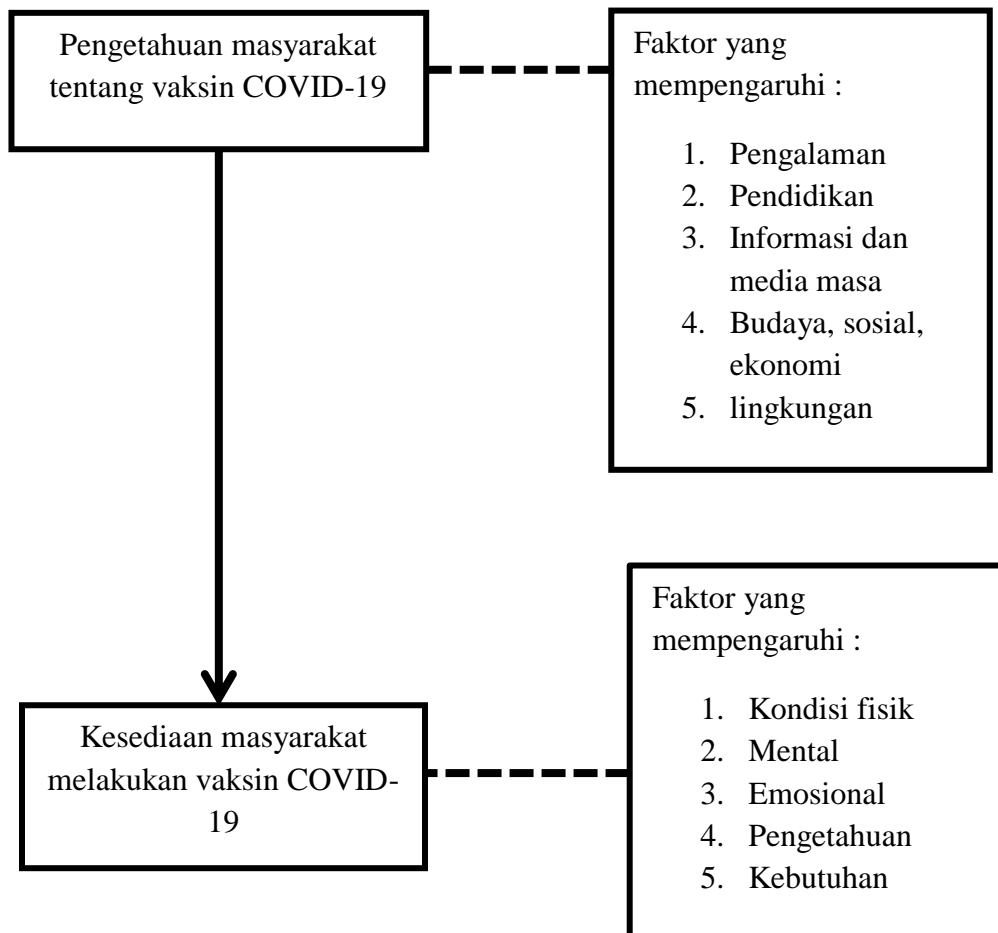 Pengetahuan masyarakat
tentang vaksin COVID-19
Faktor yang
mempengaruhi :
1. Pengalaman
2. Pendidikan
3. Informasi dan
media masa
4. Budaya, sosial,
ekonomi
5. lingkungan
Kesediaan masyarakat
melakukan vaksin COVID-
19
Faktor yang
mempengaruhi :
1. Kondisi fisik
2. Mental
3. Emosional
4. Pengetahuan
5. Kebutuhan